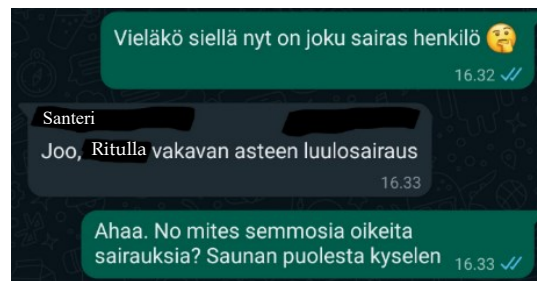 Vieläkö siellä nyt on joku sairas henkilö 🤔
16.32
Santeri
Joo, Ritulla vakavan asteen luulosairaus
16.33
Ahaa. No mites semmosia oikeita
sairauksia? Saunan puolesta kyselen
16.33